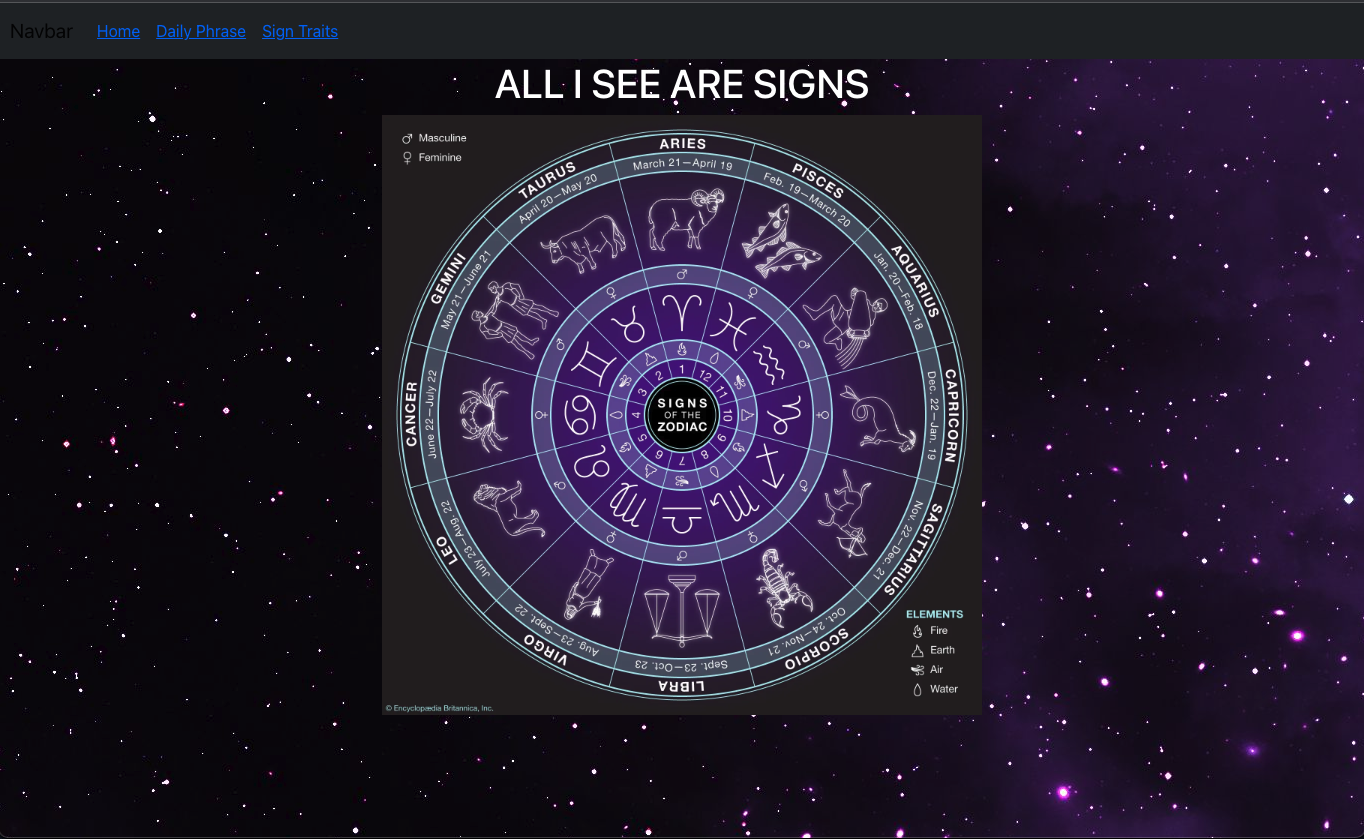 Navbar Home Daily Phrase Sign Traits
ALL I SEE ARE SIGNS
♂ Masculine
♀ Feminine
ARIES
March 21—April 19
PISCES
Feb. 19—March 20
AQUARIUS
Jan. 20—Feb. 18
CAPRICORN
Dec. 22—Jan. 19
SAGITTARIUS
Nov. 22—Dec. 21
SCORPIO
Oct. 24—Nov. 21
LIBRA
Sept. 23—Oct. 23
VIRGO
Aug. 23—Sept. 22
LEO
July 23—Aug. 22
CANCER
June 22—July 22
GEMINI
May 21—June 21
TAURUS
April 20—May 20
1
2
3
4
5
6
7
8
9
10
11
12
SIGNS
OF THE
ZODIAC
ELEMENTS
Fire
Earth
Air
Water
© Encyclopædia Britannica, Inc.